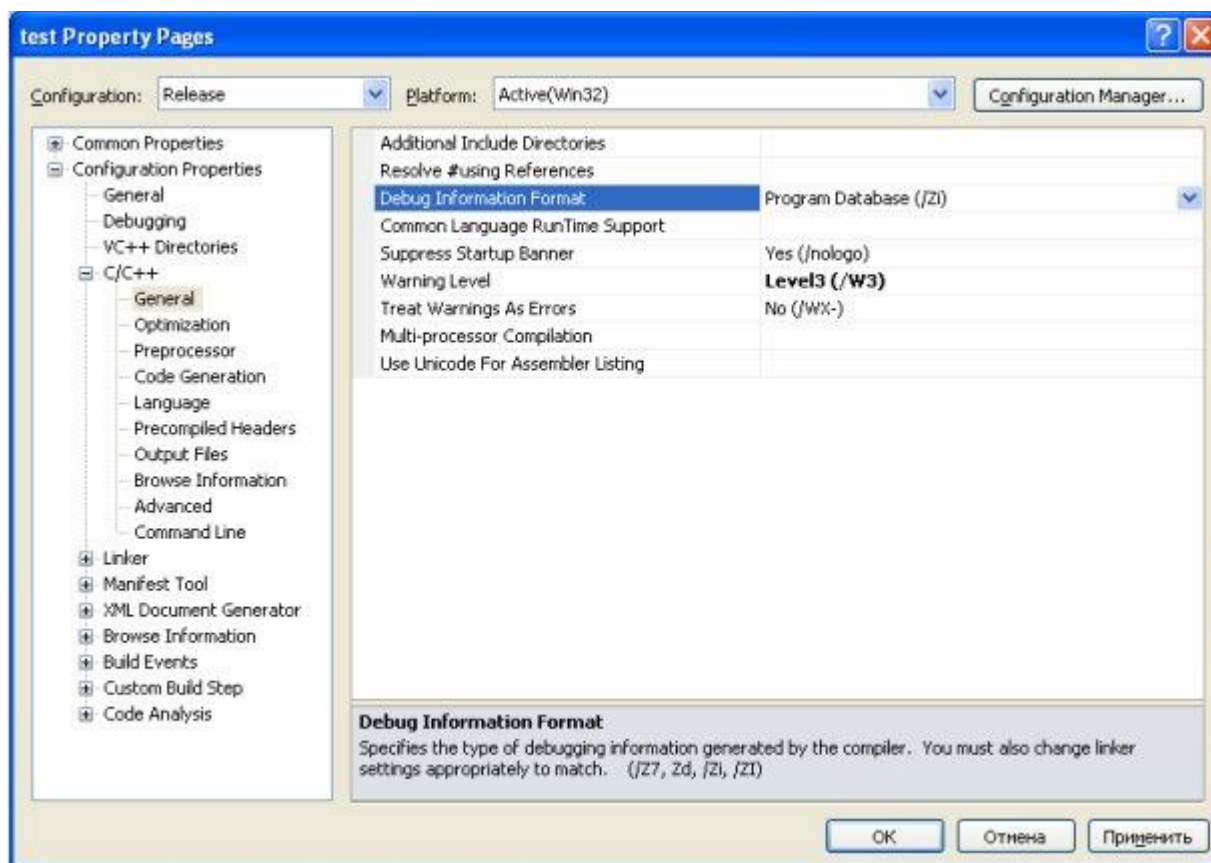 test Property Pages
Configuration: Release Platform: Active(Win32) Configuration Manager...
Common Properties
Configuration Properties
General
Debugging
VC++ Directories
C/C++
General
Optimization
Preprocessor
Code Generation
Language
Precompiled Headers
Output Files
Browse Information
Advanced
Command Line
Linker
Manifest Tool
XML Document Generator
Browse Information
Build Events
Custom Build Step
Code Analysis
Additional Include Directories
Resolve #using References
Debug Information Format Program Database (/Zi)
Common Language RunTime Support
Suppress Startup Banner Yes (/nologo)
Warning Level Level3 (/W3)
Treat Warnings As Errors No (/WX-)
Multi-processor Compilation
Use Unicode For Assembler Listing
Debug Information Format
Specifies the type of debugging information generated by the compiler. You must also change linker
settings appropriately to match. (/Z7, Zd, /Zi, /ZI)
OK Отмена Применить